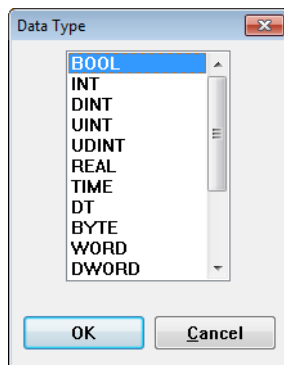 Data Type
BOOL
INT
DINT
UINT
UDINT
REAL
TIME
DT
BYTE
WORD
DWORD
OK
Cancel